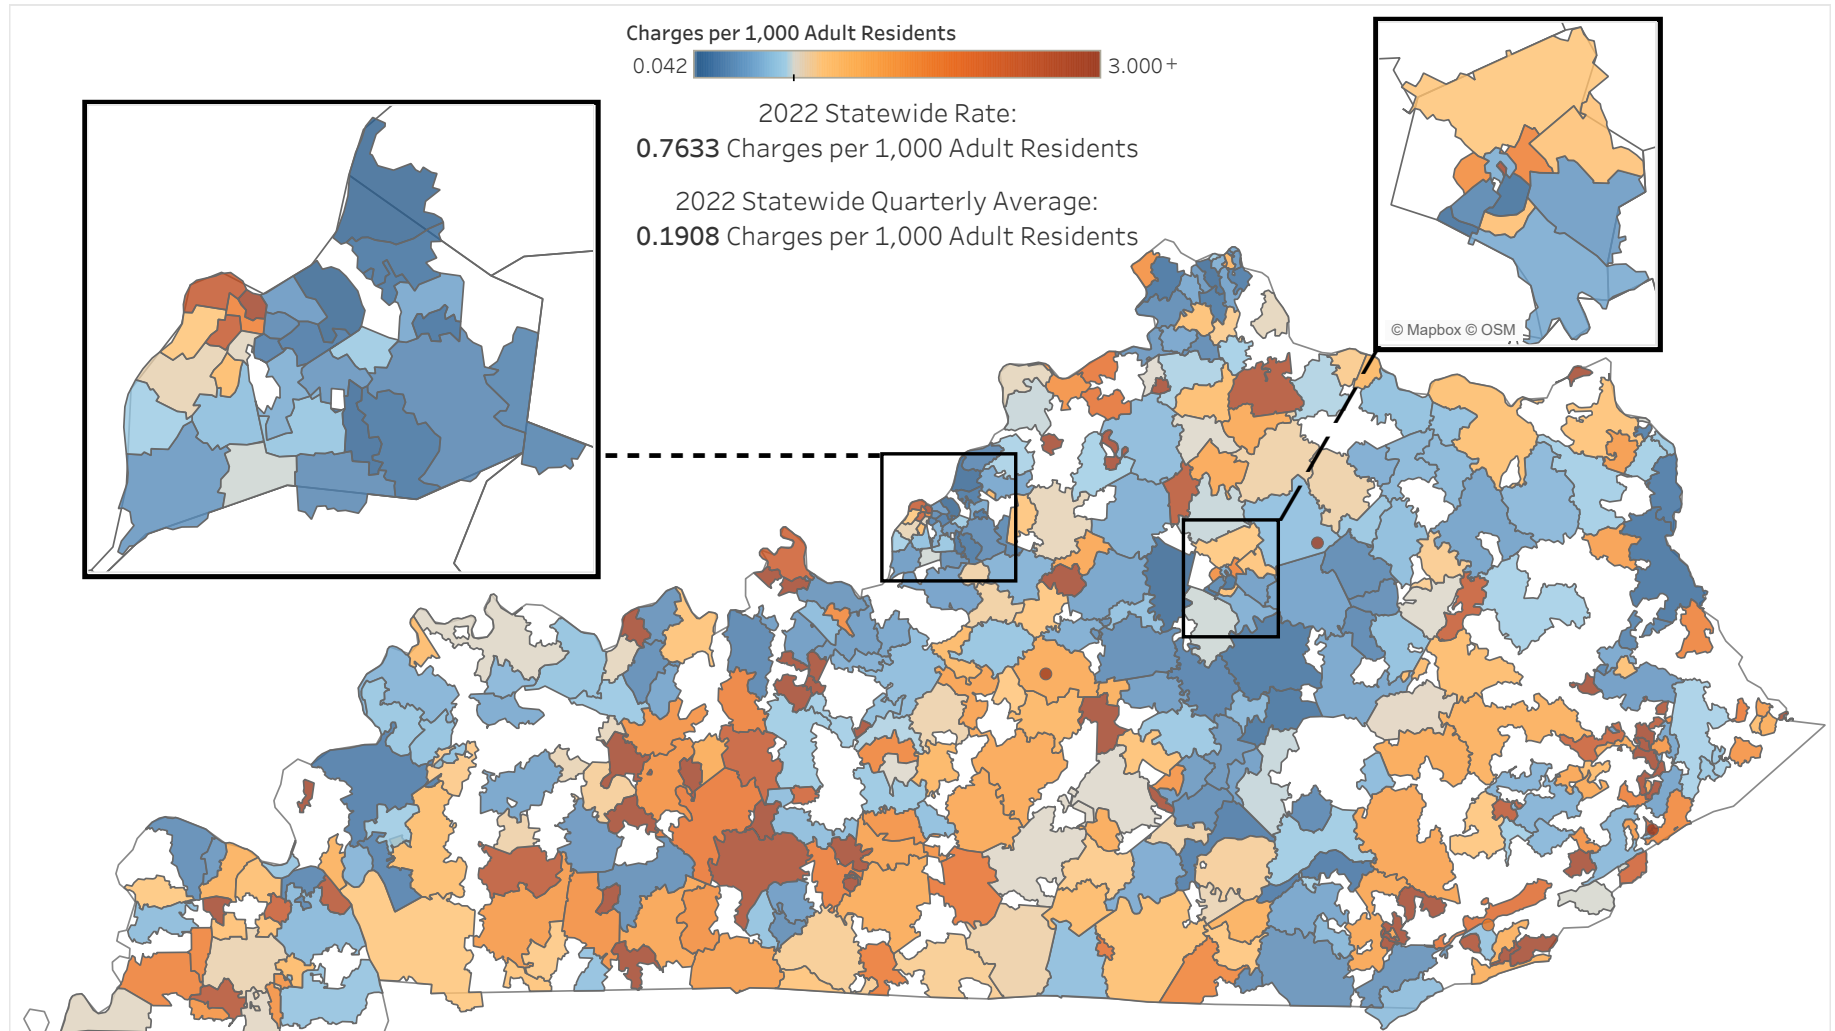 Charges per 1,000 Adult Residents
0.042 3.000+
2022 Statewide Rate:
0.7633 Charges per 1,000 Adult Residents
2022 Statewide Quarterly Average:
0.1908 Charges per 1,000 Adult Residents
© Mapbox © OSM